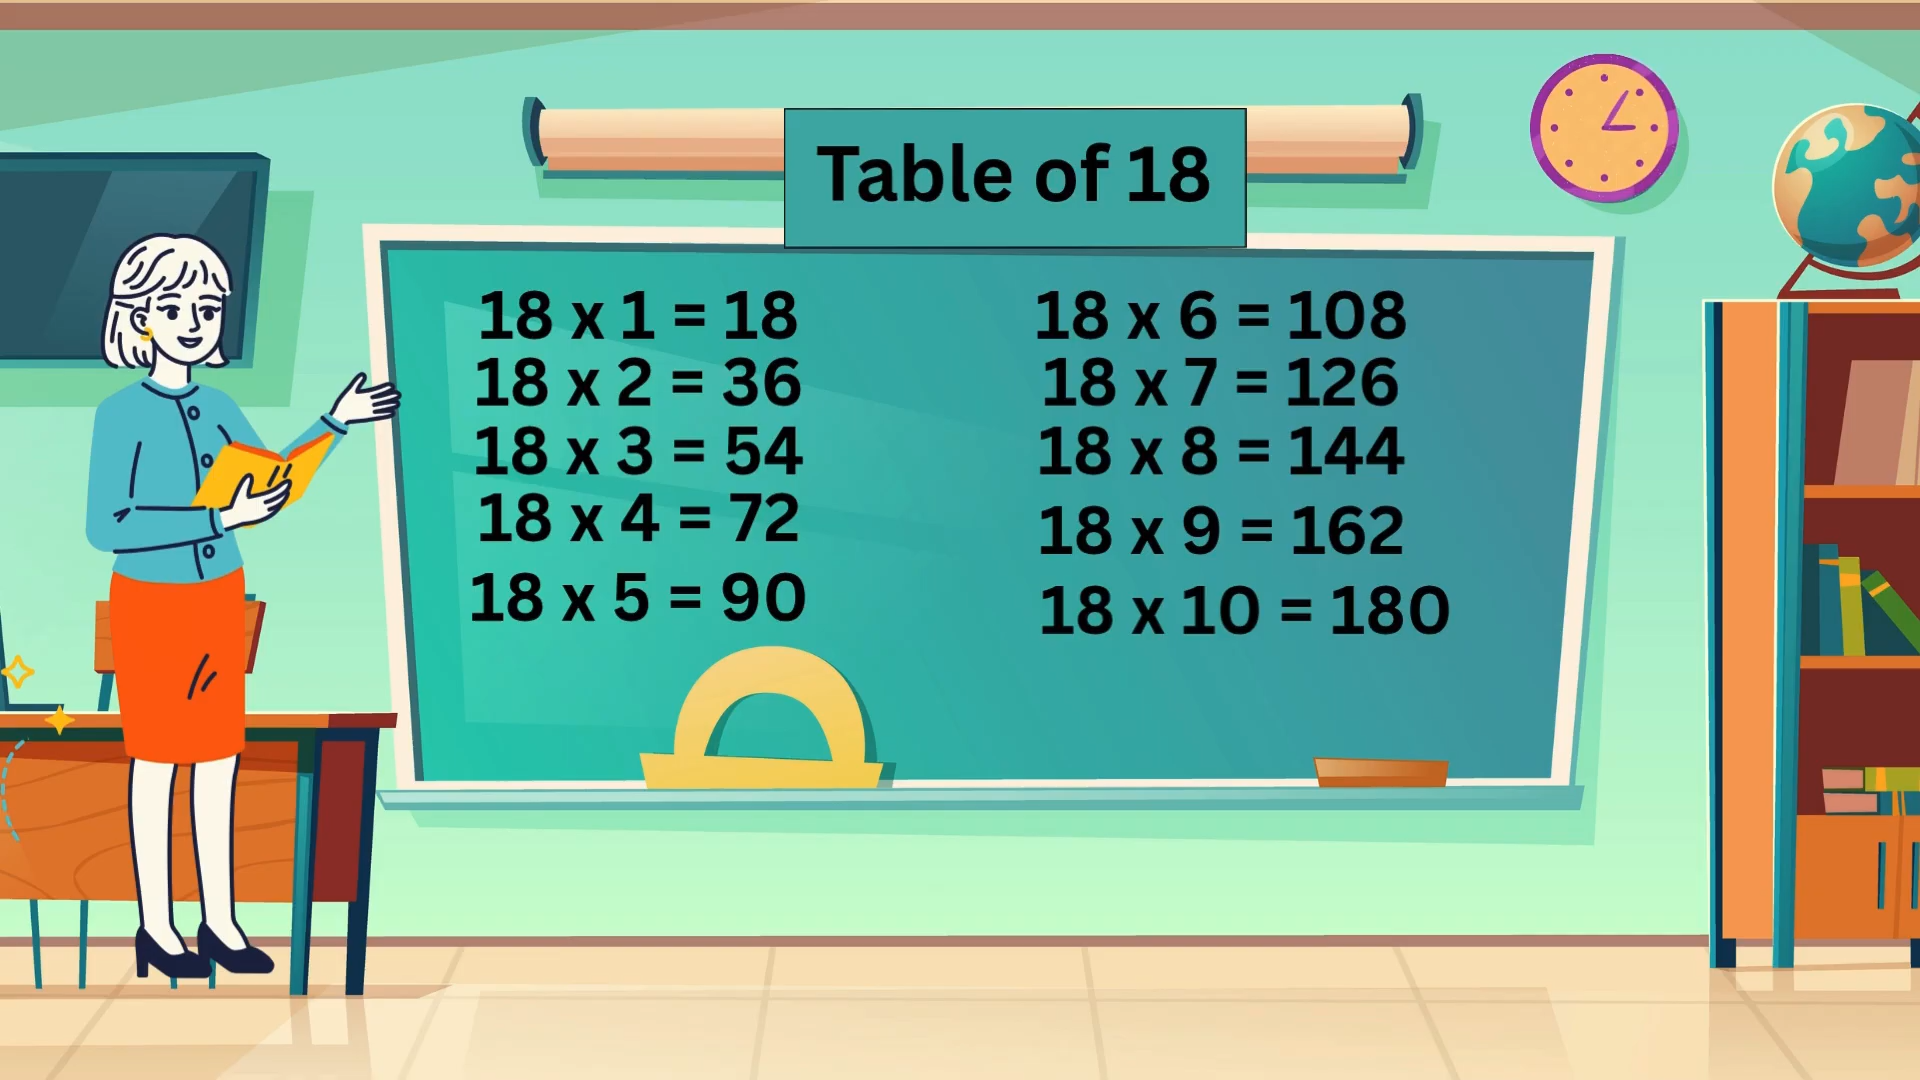 Table of 18
18 x 1 = 18
18 x 2 = 36
18 x 3 = 54
18 x 4 = 72
18 x 5 = 90
18 x 6 = 108
18 x 7 = 126
18 x 8 = 144
18 x 9 = 162
18 x 10 = 180